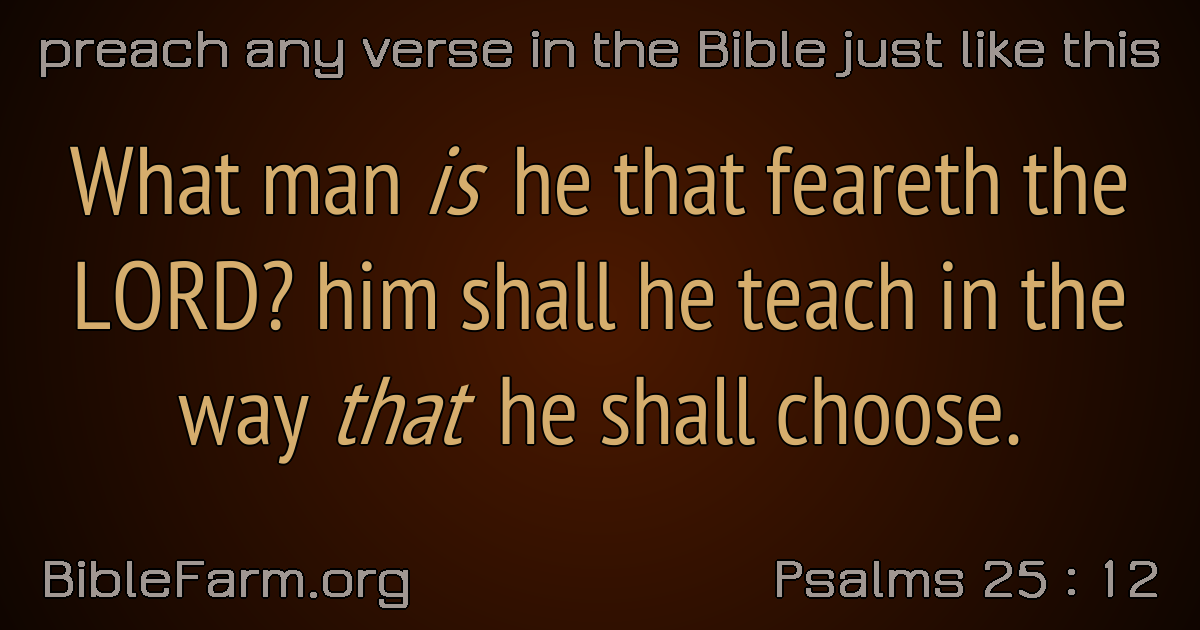 preach any verse in the Bible just like this
What man is he that feareth the
LORD? him shall he teach in the
way that he shall choose.
BibleFarm.org
Psalms 25 : 12